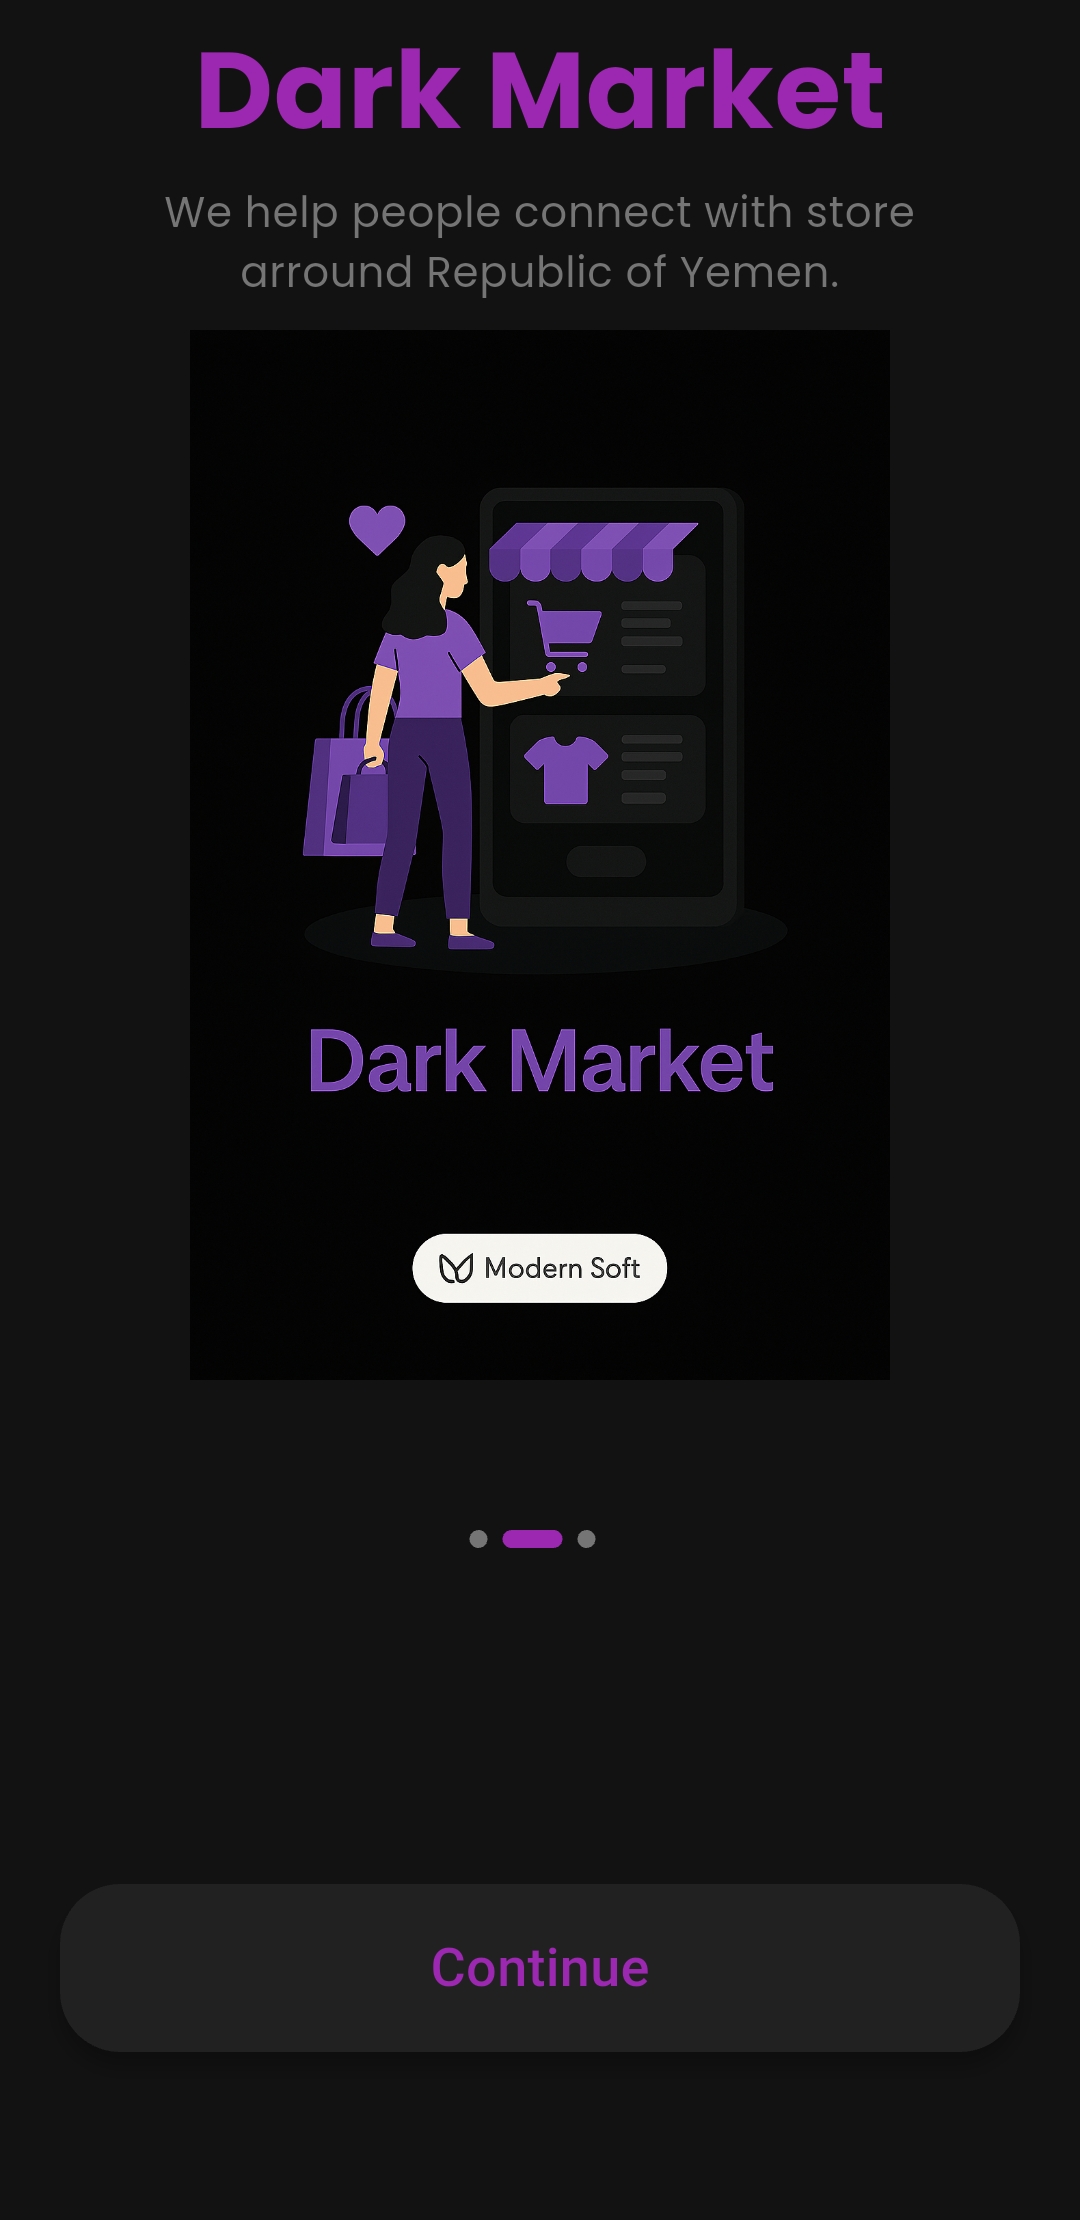 Dark Market
We help people connect with store
arround Republic of Yemen.
Dark Market
Modern Soft
Continue